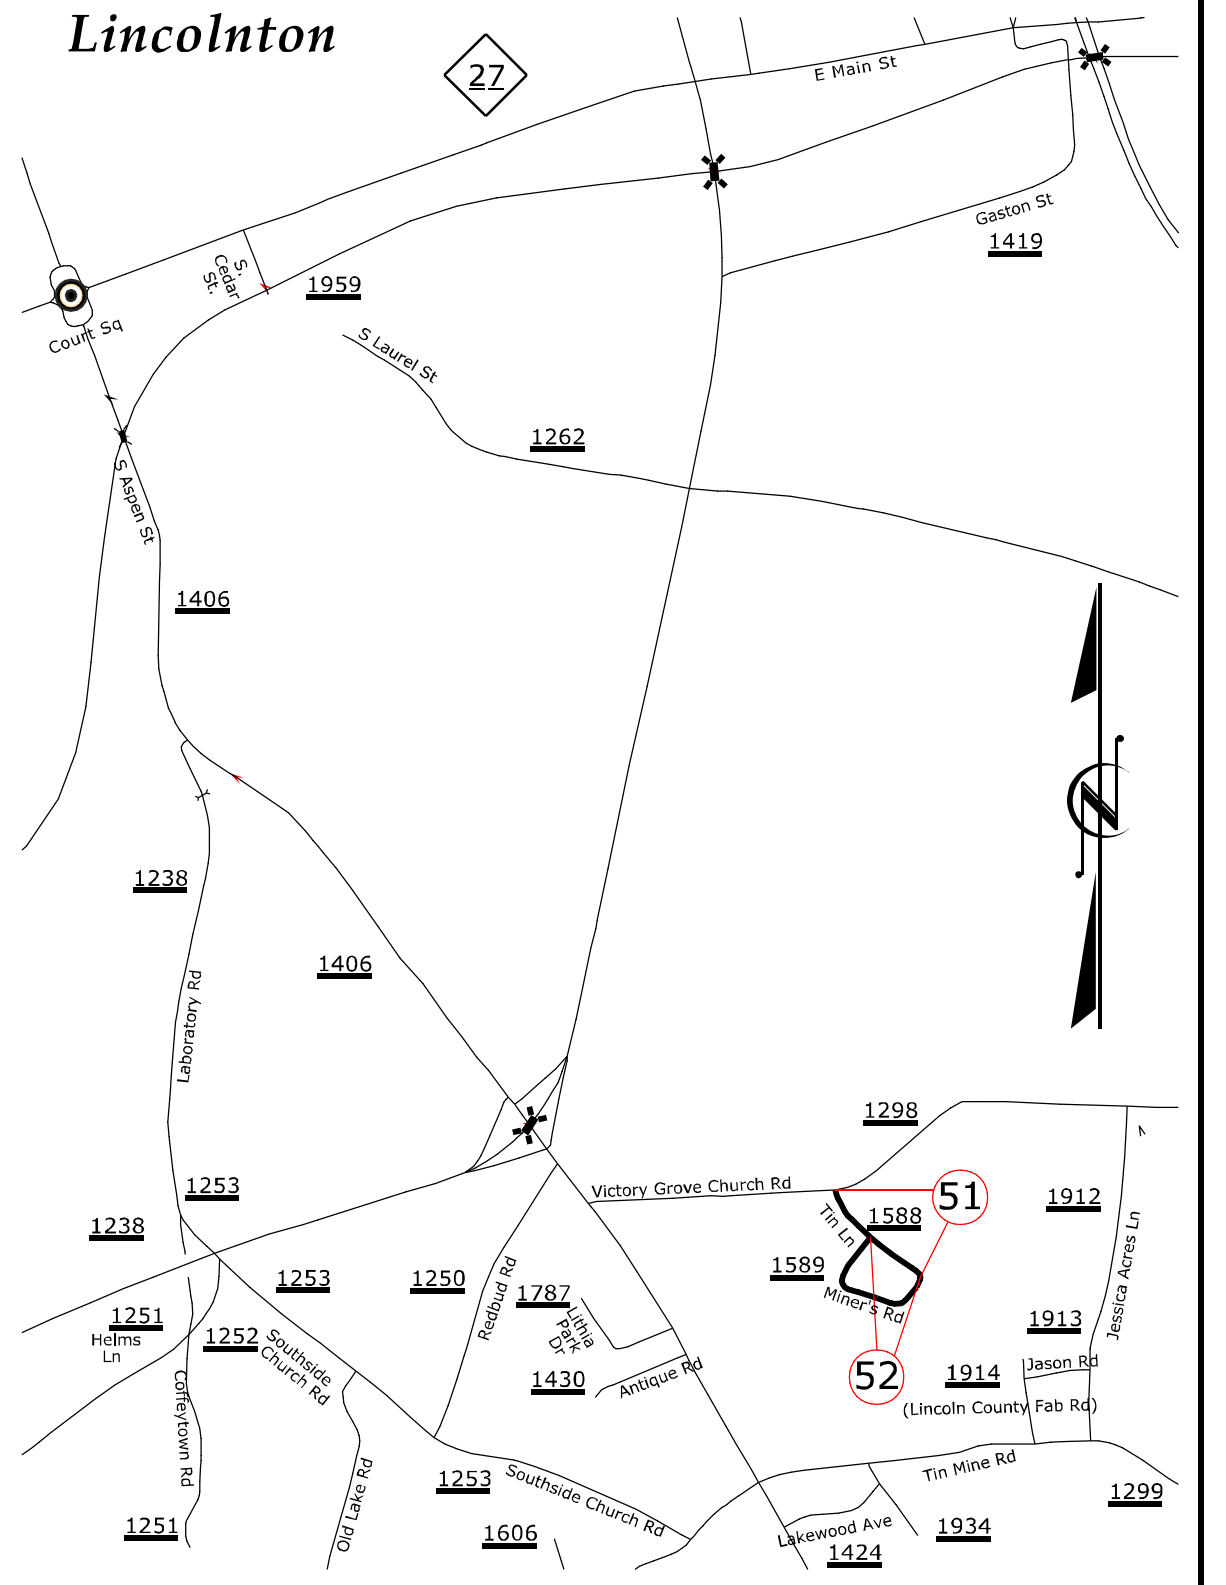 Lincolnton
27
E Main St
Gaston St
1419
S.
Cedar
St.
1959
Court Sq
S Laurel St
1262
S Aspen St
1406
N
1238
1406
Laboratory Rd
1298
1253
Victory Grove Church Rd
51
1912
1238
Tin Ln
1588
1253
1250
1787
1589
Redbud Rd
Miner's Rd
Jessica Acres Ln
1251
Helms
Ln
1252
Southside
Church Rd
Lithia
Park
Dr
1913
1430
Antique Rd
52
1914
Jason Rd
(Lincoln County Fab Rd)
Coffeytown Rd
Old Lake Rd
1253
Southside Church Rd
Tin Mine Rd
1299
1251
1606
Lakewood Ave
1934
1424